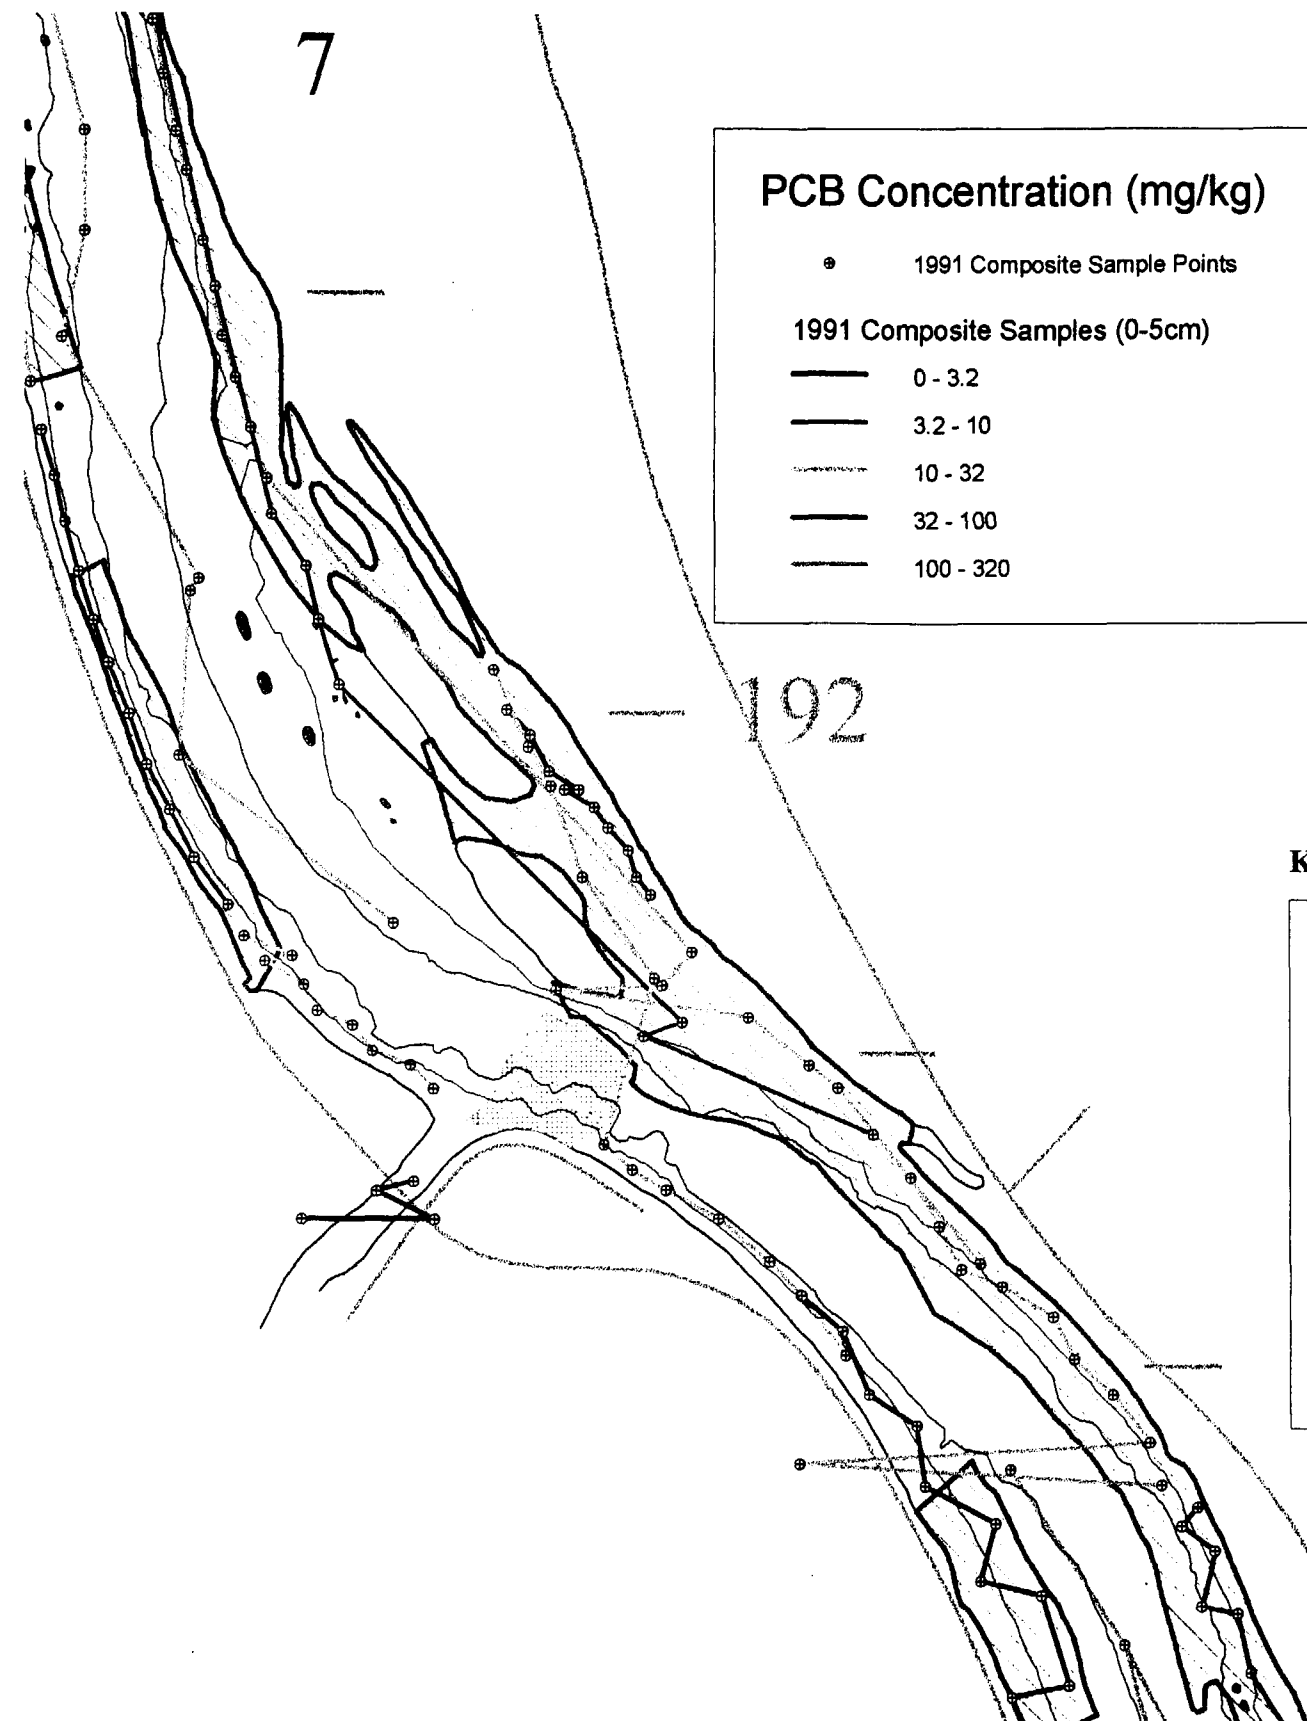 7
PCB Concentration (mg/kg)
1991 Composite Sample Points
1991 Composite Samples (0-5cm)
0 - 3.2
3.2 - 10
10 - 32
32 - 100
100 - 320
192
K